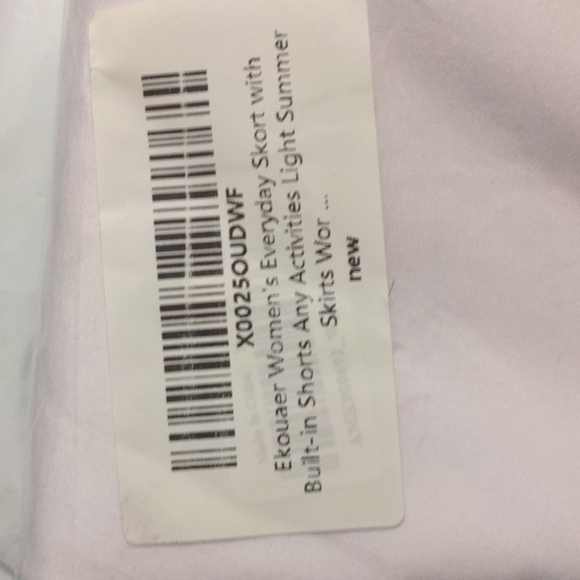 X0025OUDWF
Ekouaer Women's Everyday Skort with
Built-in Shorts Any Activities Light Summer
Skirts Wor ...
new